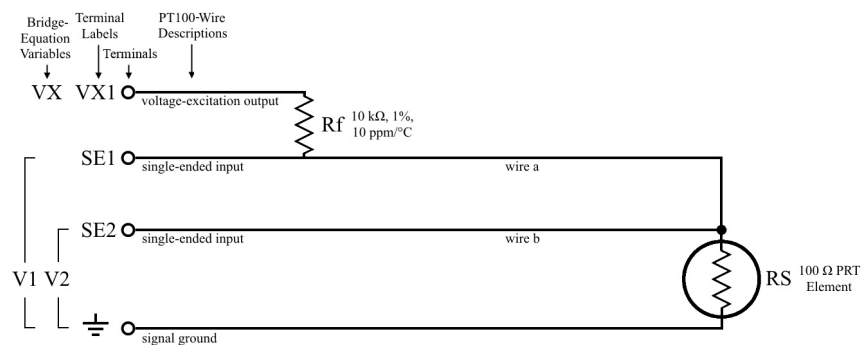 Bridge-
Equation
Variables
Terminal
Labels
Terminals
PT100-Wire
Descriptions
VX VX1
voltage-excitation output
Rf
10 kΩ, 1%,
10 ppm/°C
SE1
single-ended input
wire a
SE2
single-ended input
wire b
V1 V2
RS
100 Ω PRT
Element
signal ground